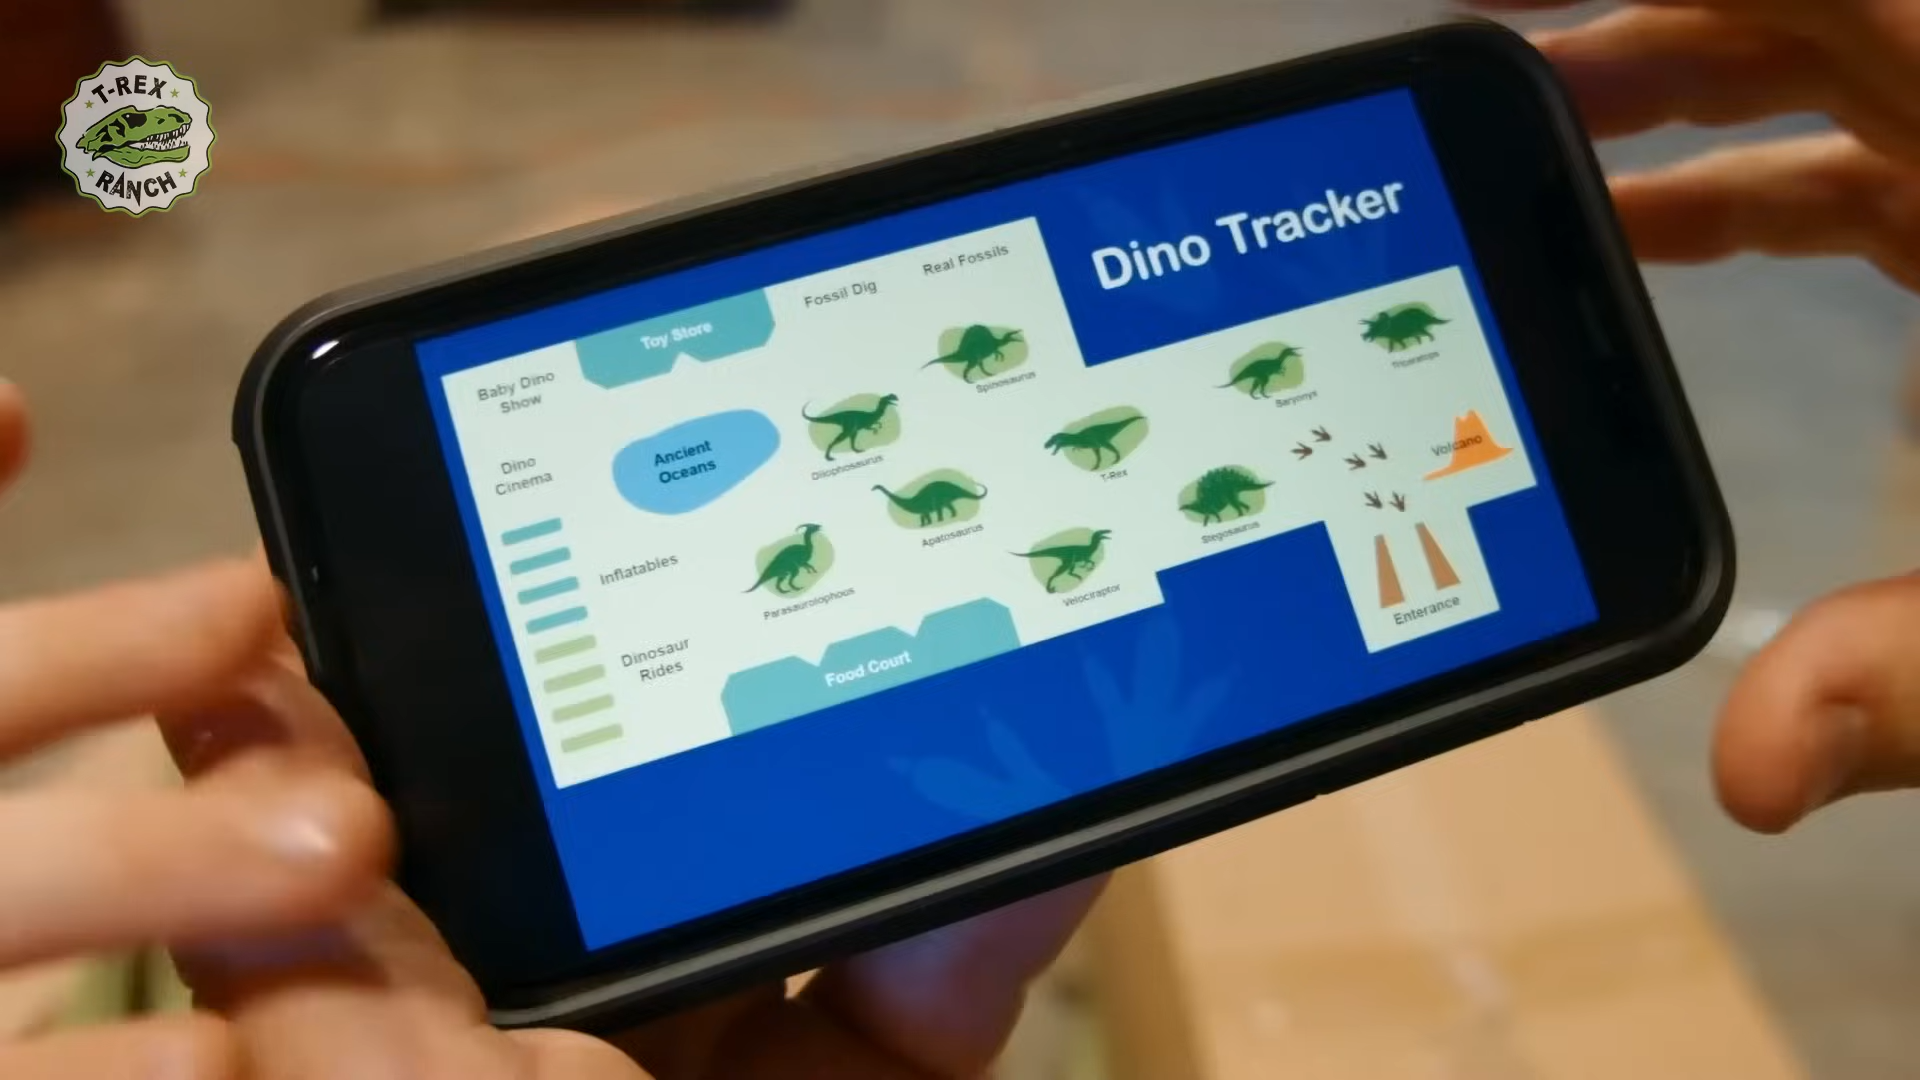 T-REX
RANCH
Dino Tracker
Real Fossils
Fossil Dig
Toy Store
Baby Dino
Show
Spinosaurus
Baryonyx
Triceratops
Ancient
Oceans
Dilophosaurus
T-Rex
Volcano
Dino
Cinema
Apatosaurus
Stegosaurus
Inflatables
Parasaurolophous
Velociraptor
Enterance
Dinosaur
Rides
Food Court